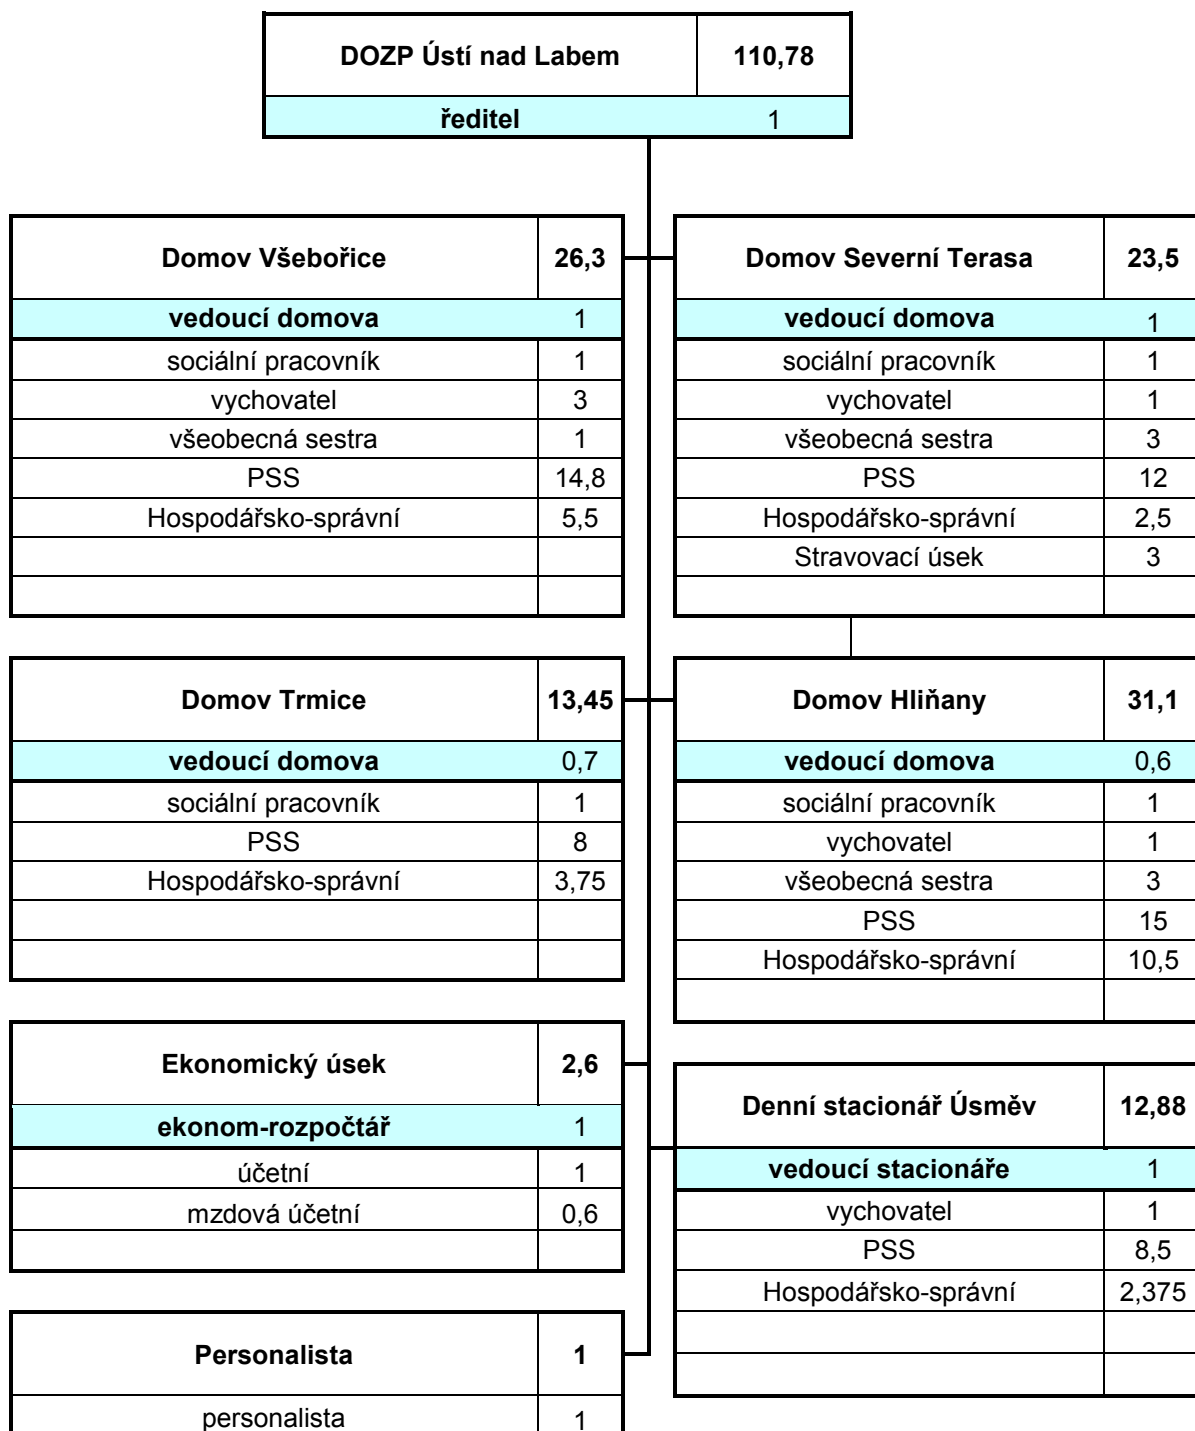 DOZP Ústí nad Labem 110,78
ředitel 1
Domov Všebořice 26,3
vedoucí domova 1
sociální pracovník 1
vychovatel 3
všeobecná sestra 1
PSS 14,8
Hospodářsko-správní 5,5
Domov Severní Terasa 23,5
vedoucí domova 1
sociální pracovník 1
vychovatel 1
všeobecná sestra 3
PSS 12
Hospodářsko-správní 2,5
Stravovací úsek 3
Domov Trmice 13,45
vedoucí domova 0,7
sociální pracovník 1
PSS 8
Hospodářsko-správní 3,75
Domov Hliňany 31,1
vedoucí domova 0,6
sociální pracovník 1
vychovatel 1
všeobecná sestra 3
PSS 15
Hospodářsko-správní 10,5
Ekonomický úsek 2,6
ekonom-rozpočtář 1
účetní 1
mzdová účetní 0,6
Denní stacionář Úsměv 12,88
vedoucí stacionáře 1
vychovatel 1
PSS 8,5
Hospodářsko-správní 2,375
Personalista 1
personalista 1